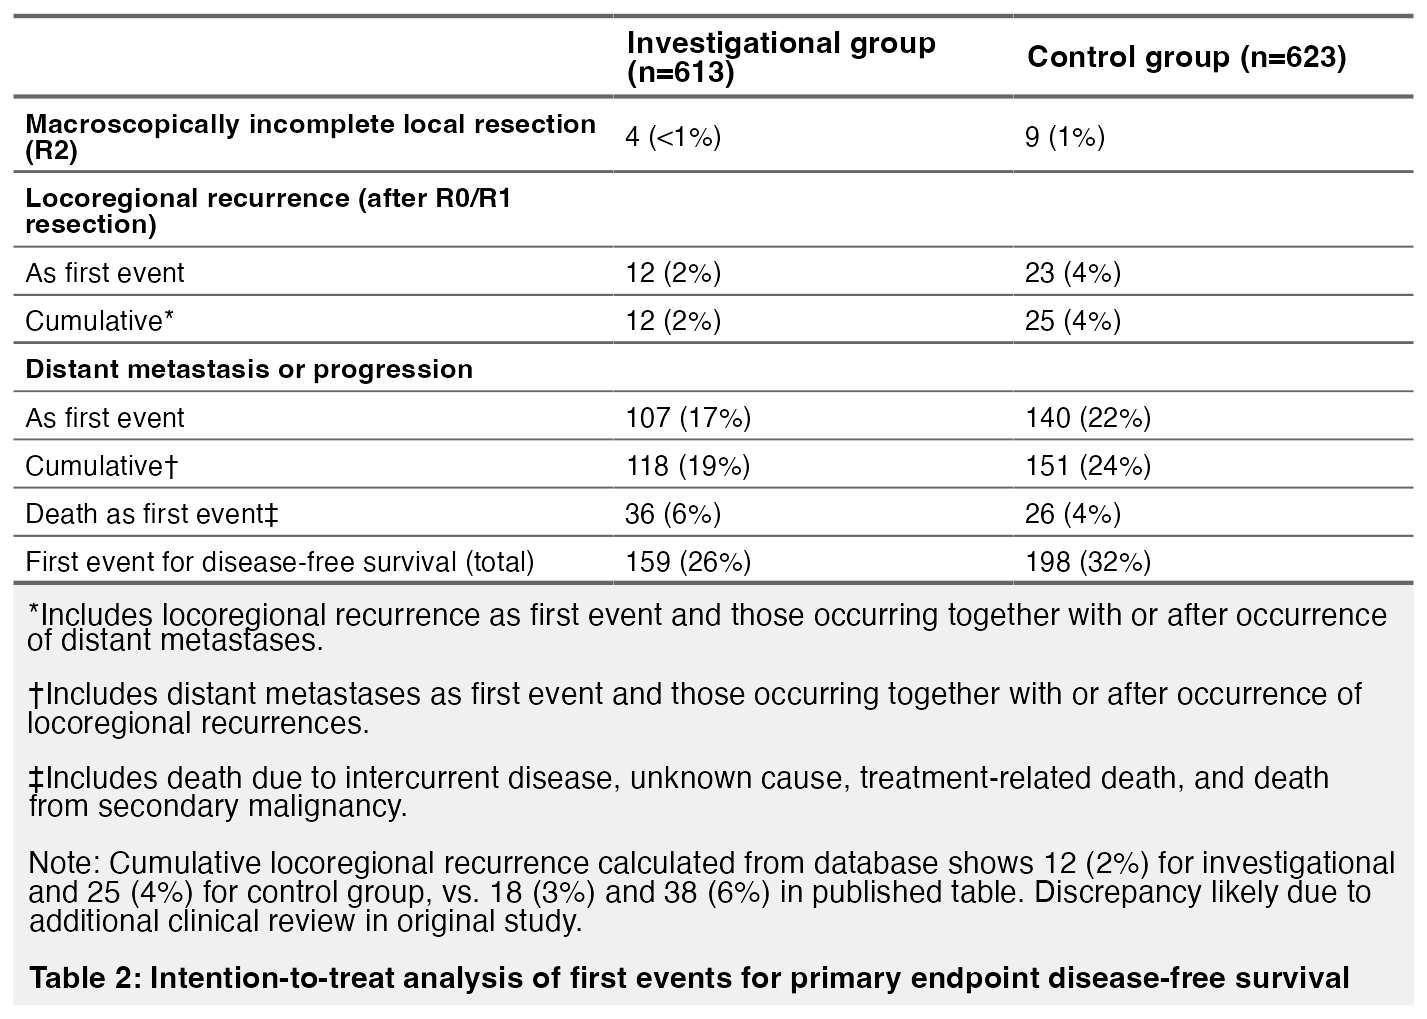 Investigational group (n=613) Control group (n=623)
Macroscopically incomplete local resection (R2) 4 (<1%) 9 (1%)
Locoregional recurrence (after R0/R1 resection)
As first event 12 (2%) 23 (4%)
Cumulative* 12 (2%) 25 (4%)
Distant metastasis or progression
As first event 107 (17%) 140 (22%)
Cumulative† 118 (19%) 151 (24%)
Death as first event‡ 36 (6%) 26 (4%)
First event for disease-free survival (total) 159 (26%) 198 (32%)
*Includes locoregional recurrence as first event and those occurring together with or after occurrence
of distant metastases.
†Includes distant metastases as first event and those occurring together with or after occurrence of
locoregional recurrences.
‡Includes death due to intercurrent disease, unknown cause, treatment-related death, and death
from secondary malignancy.
Note: Cumulative locoregional recurrence calculated from database shows 12 (2%) for investigational
and 25 (4%) for control group, vs. 18 (3%) and 38 (6%) in published table. Discrepancy likely due to
additional clinical review in original study.
Table 2: Intention-to-treat analysis of first events for primary endpoint disease-free survival